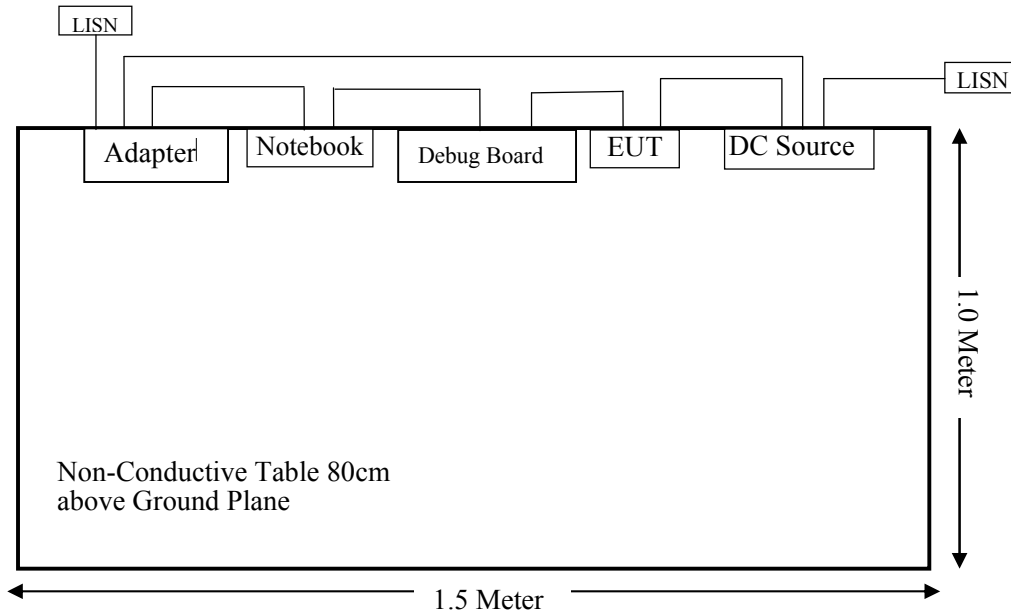 LISN
LISN
Adapter
Notebook
Debug Board
EUT
DC Source
1.0 Meter
Non-Conductive Table 80cm
above Ground Plane
1.5 Meter